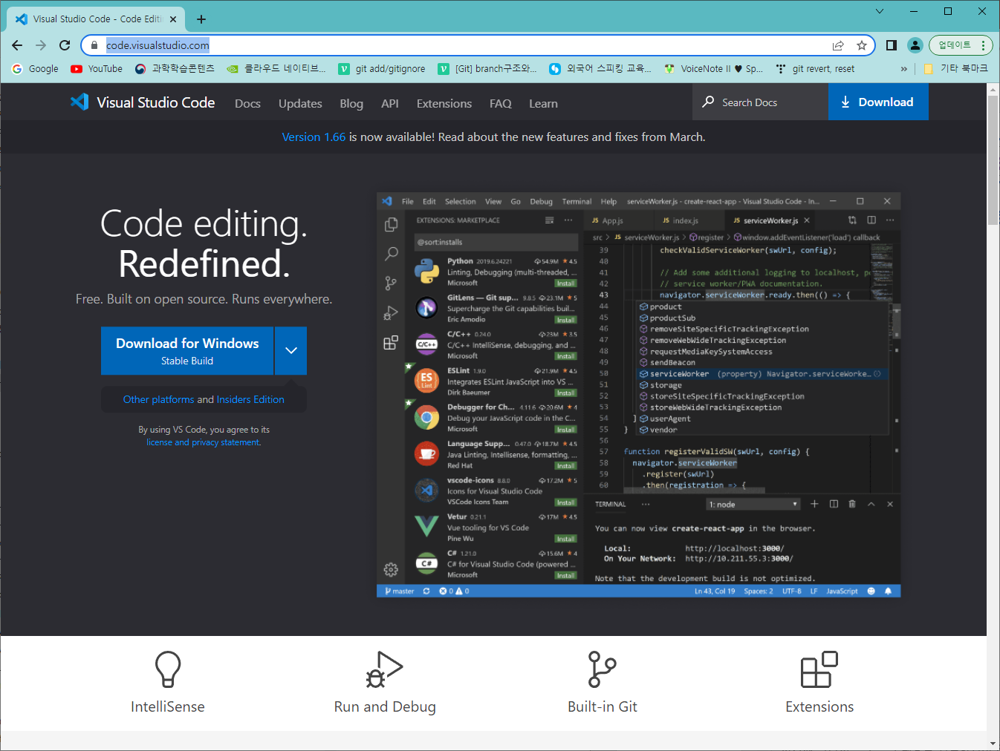 Visual Studio Code - Code Editi
code.visualstudio.com
업데이트
Google
YouTube
과학학습콘텐츠
클라우드 네이티브...
git add/gitignore
[Git] branch구조와...
외국어 스피킹 교육...
VoiceNote II ♥ Sp...
git revert, reset
»
기타 북마크
Visual Studio Code
Docs
Updates
Blog
API
Extensions
FAQ
Learn
Search Docs
Download
Version 1.66 is now available! Read about the new features and fixes from March.
Code editing.
Redefined.
Free. Built on open source. Runs everywhere.
Download for Windows
Stable Build
Other platforms and Insiders Edition
By using VS Code, you agree to its
license and privacy statement.
File Edit Selection View Go Debug Terminal Help serviceWorker.js - create-react-app - Visual Studio Code - In...
EXTENSIONS: MARKETPLACE
@sort:installs
Python 2019.6.24221 54.9M ★ 4.5
Linting, Debugging (multi-threaded, ...
Microsoft Install
GitLens — Git sup... 9.8.5 23.1M ★ 5
Supercharge the Git capabilities buil...
Eric Amodio Install
C/C++ 0.24.0 23M ★ 3.5
C/C++ IntelliSense, debugging, and ...
Microsoft Install
ESLint 1.9.0 21.9M ★ 4.5
Integrates ESLint JavaScript into VS ...
Dirk Baeumer Install
Debugger for Ch... 4.11.6 20.6M ★ 4
Debug your JavaScript code in the C...
Microsoft Install
Language Supp... 0.47.0 18.7M ★ 4.5
Java Linting, Intellisense, formatting, ...
Red Hat Install
vscode-icons 8.8.0 17.2M ★ 5
Icons for Visual Studio Code
VSCode Icons Team Install
Vetur 0.21.1 17M ★ 4.5
Vue tooling for VS Code
Pine Wu Install
C# 1.21.0 15.6M ★ 4
C# for Visual Studio Code (powered ...
Microsoft Install
JS App.js
JS index.js
JS serviceWorker.js
src > JS serviceWorker.js > register > window.addEventListener('load') callback
39 checkValidServiceWorker(swUrl, config);
40
41 // Add some additional logging to localhost, p
42 // service worker/PWA documentation.
43 navigator.serviceWorker.ready.then(() => {
44 product
45 productSub
46 removeSiteSpecificTrackingException
47 removeWebWideTrackingException
48 requestMediaKeySystemAccess
49 sendBeacon
50 serviceWorker (property) Navigator.serviceWorke...
51 storage
52 storeSiteSpecificTrackingException
53 storeWebWideTrackingException
54 ] userAgent
55 } vendor
56
57 function registerValidSW(swUrl, config) {
58 navigator.serviceWorker
59 .register(swUrl)
60 .then(registration => {
TERMINAL ... 1: node
You can now view create-react-app in the browser.
Local: http://localhost:3000/
On Your Network: http://10.211.55.3:3000/
Note that the development build is not optimized.
master 0 0 Ln 43, Col 19 Spaces: 2 UTF-8 LF JavaScript
IntelliSense
Run and Debug
Built-in Git
Extensions